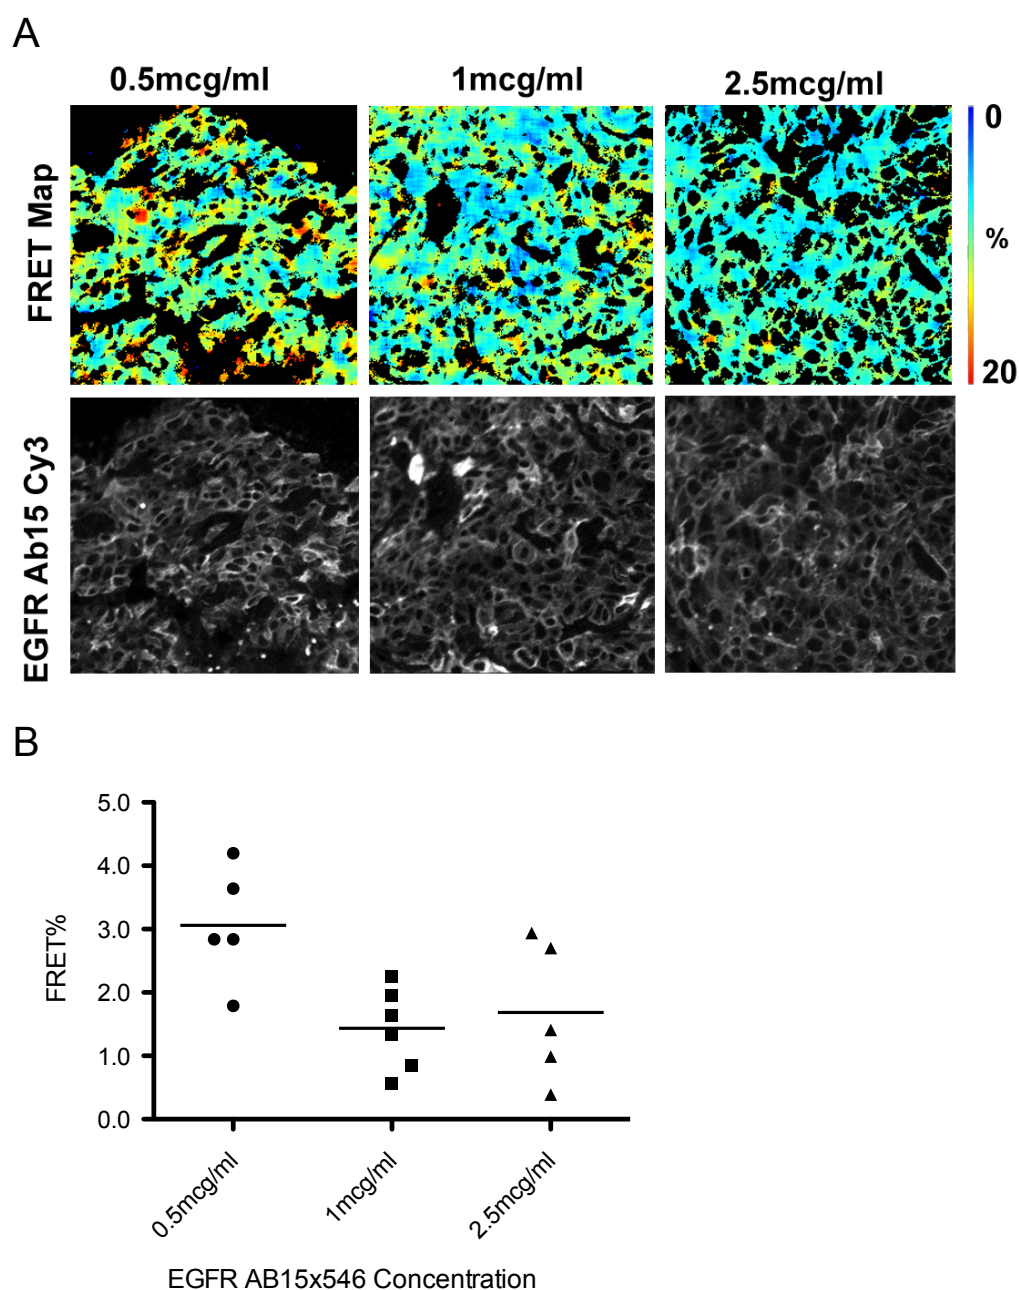 A
0.5mcg/ml
1mcg/ml
2.5mcg/ml
FRET Map
0
%
20
EGFR Ab15 Cy3
B
FRET%
5.0
4.0
3.0
2.0
1.0
0.0
0.5mcg/ml
1mcg/ml
2.5mcg/ml
EGFR AB15x546 Concentration